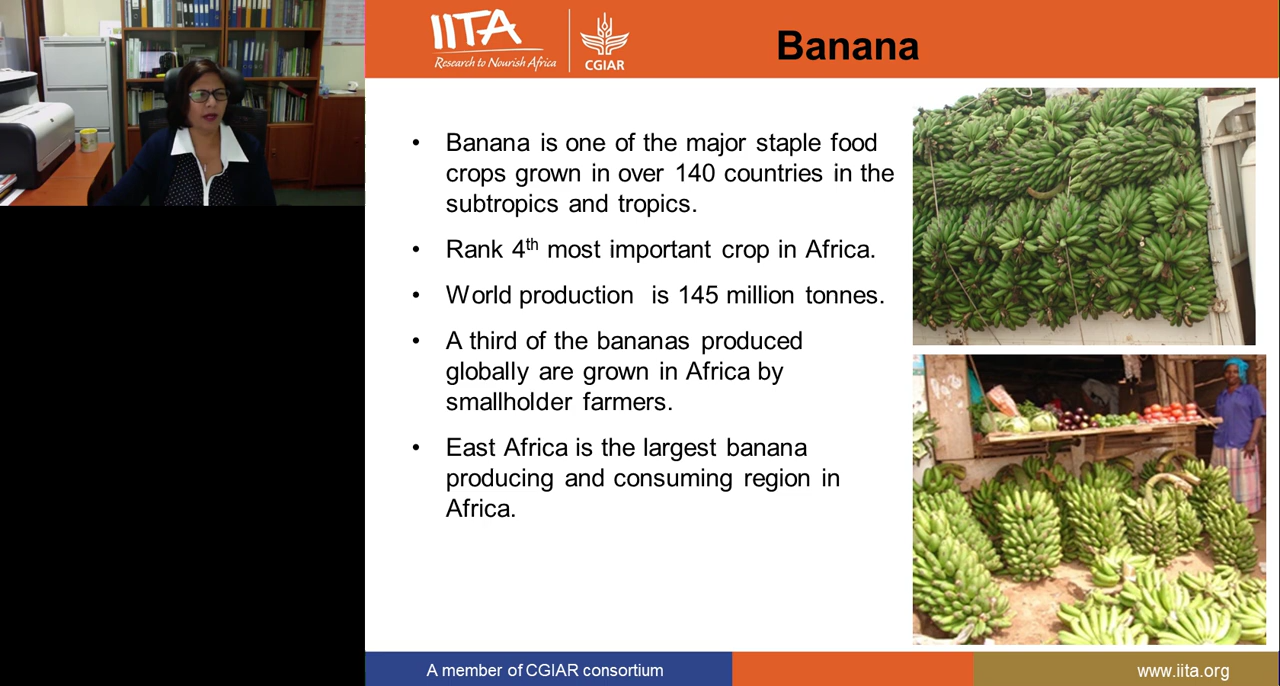 IITA
Research to Nourish Africa
CGIAR
Banana
• Banana is one of the major staple food
crops grown in over 140 countries in the
subtropics and tropics.
• Rank 4th most important crop in Africa.
• World production is 145 million tonnes.
• A third of the bananas produced
globally are grown in Africa by
smallholder farmers.
• East Africa is the largest banana
producing and consuming region in
Africa.
A member of CGIAR consortium
www.iita.org